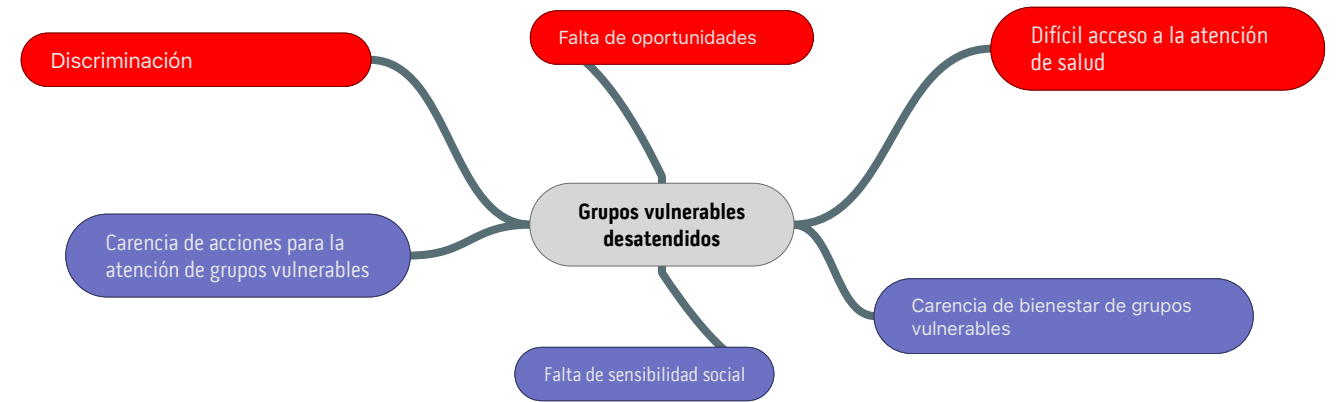 Discriminación
Falta de oportunidades
Difícil acceso a la atención
de salud
Grupos vulnerables
desatendidos
Carencia de acciones para la
atención de grupos vulnerables
Carencia de bienestar de grupos
vulnerables
Falta de sensibilidad social